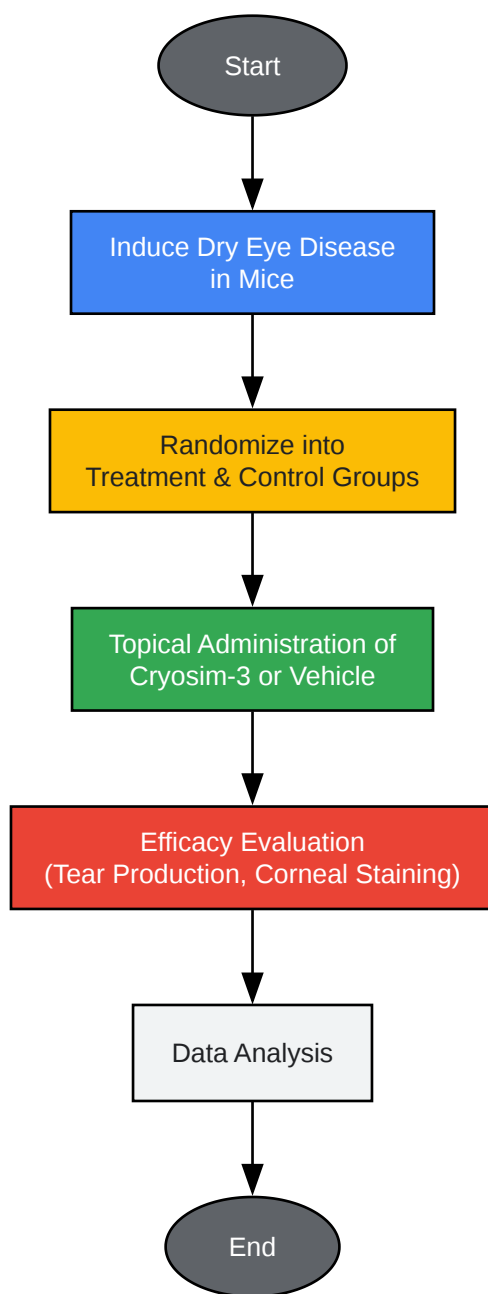 Start
Induce Dry Eye Disease
in Mice
Randomize into
Treatment & Control Groups
Topical Administration of
Cryosim-3 or Vehicle
Efficacy Evaluation
(Tear Production, Corneal Staining)
Data Analysis
End